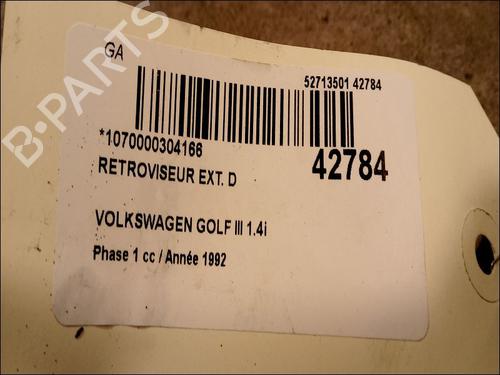 GA
52713501 42784
*1070000304166
42784
RETROVISEUR EXT. D
VOLKSWAGEN GOLF III 1.4i
Phase 1 cc / Année 1992
B-PARTS